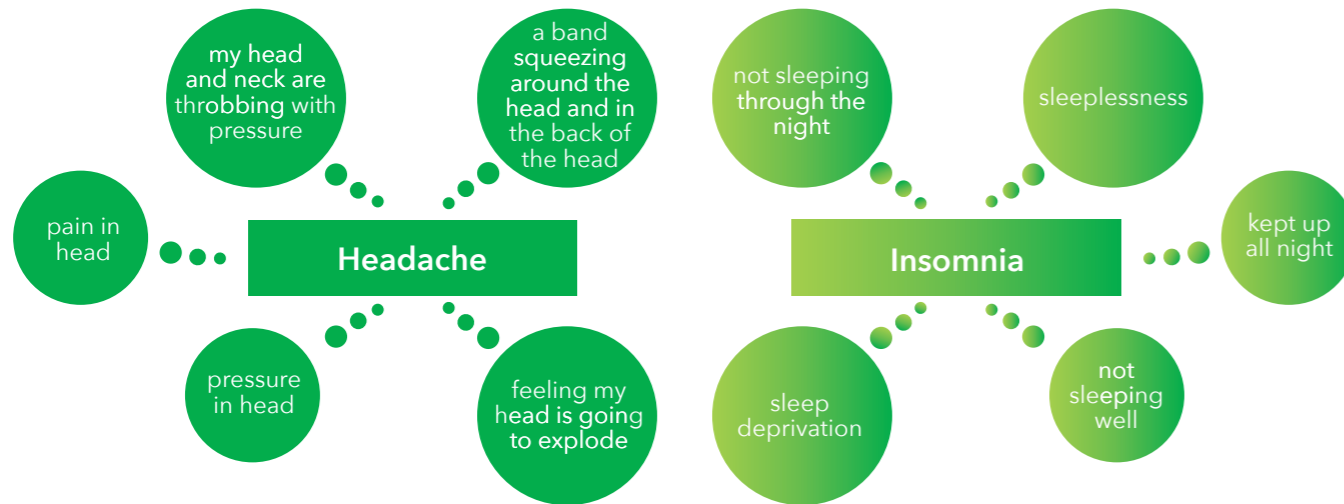 my head
and neck are
throbbing with
pressure
a band
squeezing
around the
head and in
the back of
the head
pain in
head
Headache
pressure
in head
feeling my
head is going
to explode
not sleeping
through the
night
sleeplessness
kept up
all night
Insomnia
sleep
deprivation
not
sleeping
well